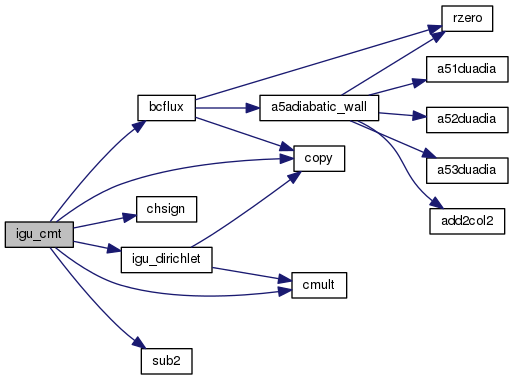 rzero
a51duadia
bcflux
a5adiabatic_wall
a52duadia
copy
a53duadia
chsign
add2col2
igu_cmt
igu_dirichlet
cmult
sub2